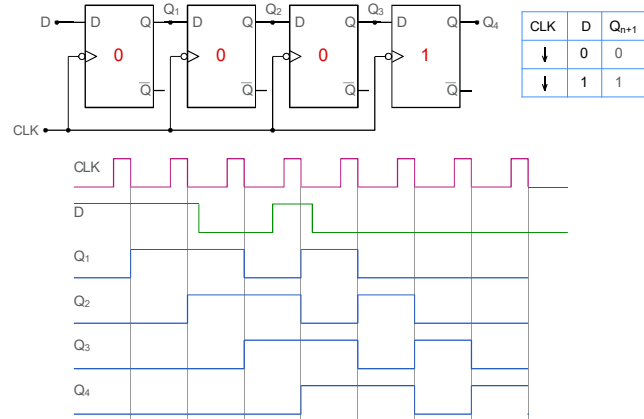 Q₁ Q₂ Q₃
D D Q D Q D Q D Q Q₄
0 0 0 1
Q̅ Q̅ Q̅ Q̅
CLK
CLK D Qₙ₊₁
↓ 0 0
↓ 1 1
CLK
D
Q₁
Q₂
Q₃
Q₄